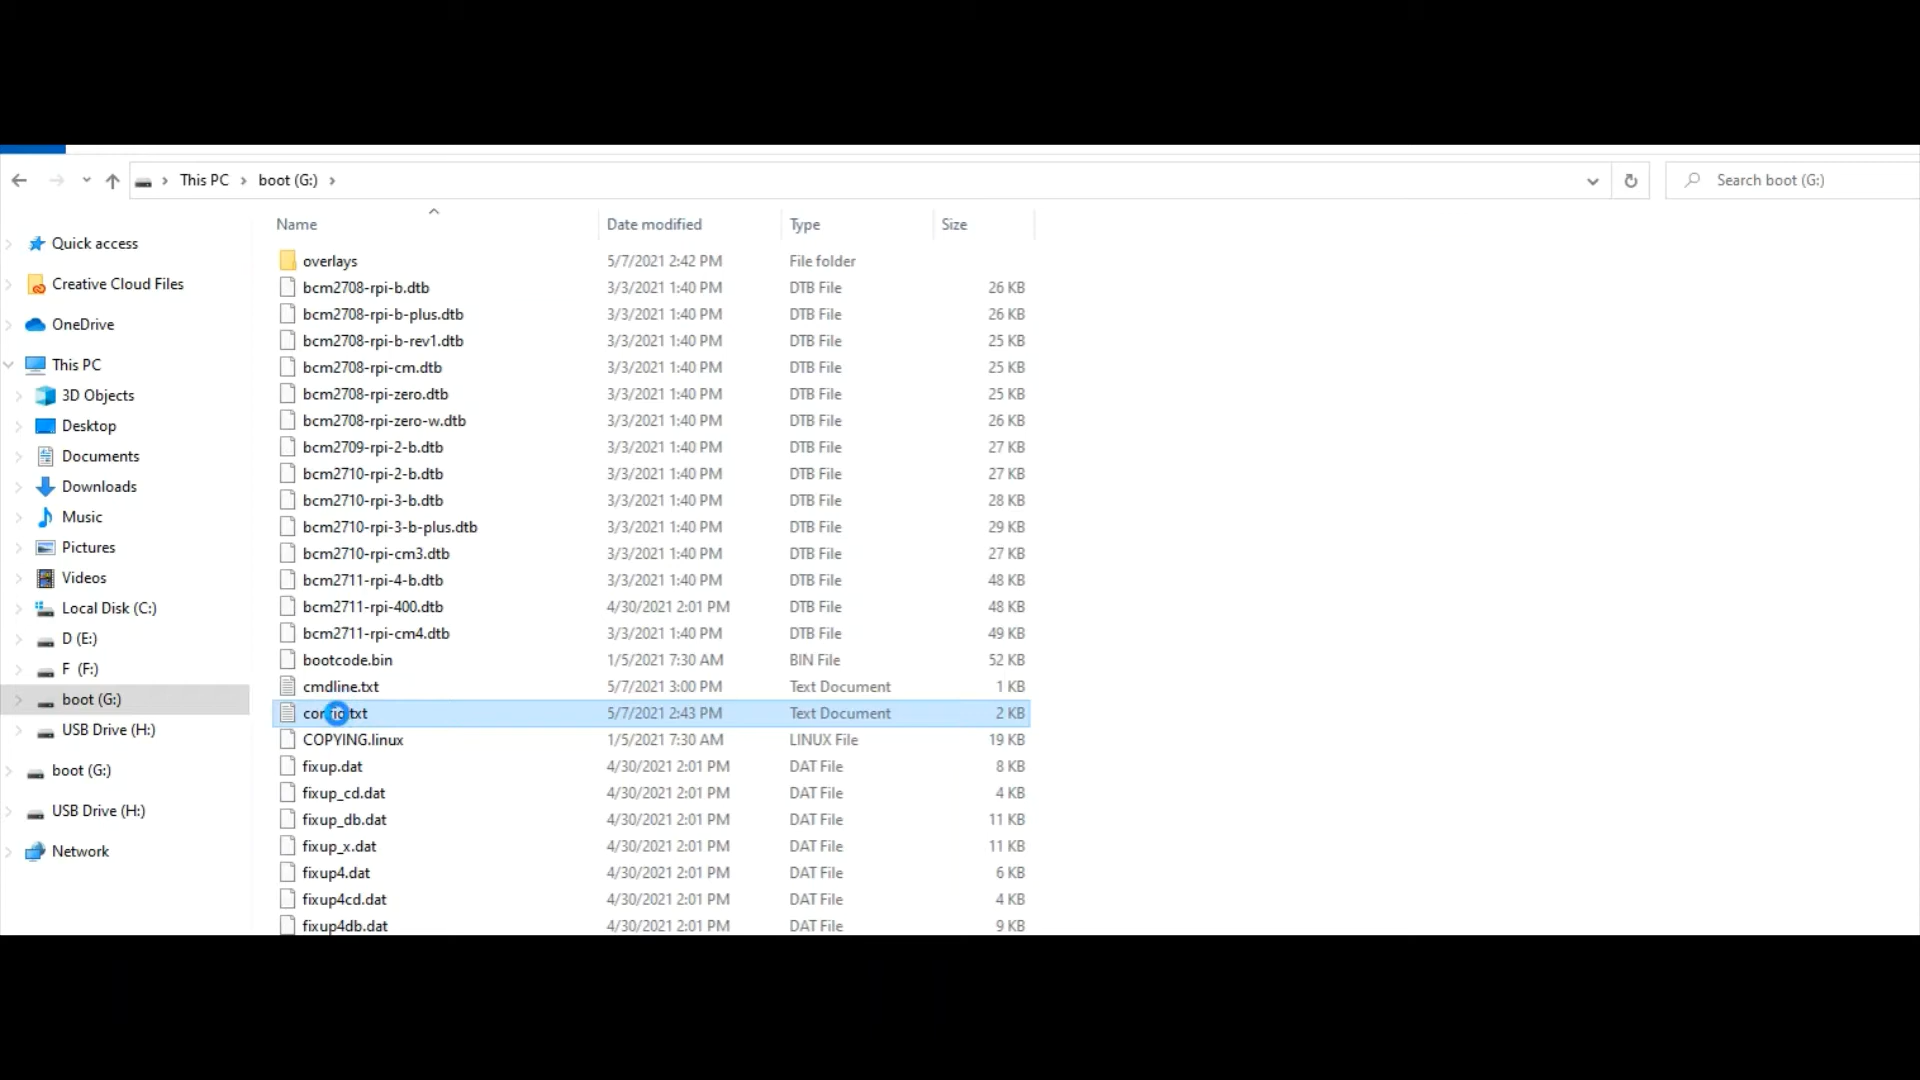 This PC
boot (G:)
Search boot (G:)
Name Date modified Type Size
Quick access
Creative Cloud Files
OneDrive
This PC
3D Objects
Desktop
Documents
Downloads
Music
Pictures
Videos
Local Disk (C:)
D (E:)
F (F:)
boot (G:)
USB Drive (H:)
boot (G:)
USB Drive (H:)
Network
overlays 5/7/2021 2:42 PM File folder
bcm2708-rpi-b.dtb 3/3/2021 1:40 PM DTB File 26 KB
bcm2708-rpi-b-plus.dtb 3/3/2021 1:40 PM DTB File 26 KB
bcm2708-rpi-b-rev1.dtb 3/3/2021 1:40 PM DTB File 25 KB
bcm2708-rpi-cm.dtb 3/3/2021 1:40 PM DTB File 25 KB
bcm2708-rpi-zero.dtb 3/3/2021 1:40 PM DTB File 25 KB
bcm2708-rpi-zero-w.dtb 3/3/2021 1:40 PM DTB File 26 KB
bcm2709-rpi-2-b.dtb 3/3/2021 1:40 PM DTB File 27 KB
bcm2710-rpi-2-b.dtb 3/3/2021 1:40 PM DTB File 27 KB
bcm2710-rpi-3-b.dtb 3/3/2021 1:40 PM DTB File 28 KB
bcm2710-rpi-3-b-plus.dtb 3/3/2021 1:40 PM DTB File 29 KB
bcm2710-rpi-cm3.dtb 3/3/2021 1:40 PM DTB File 27 KB
bcm2711-rpi-4-b.dtb 3/3/2021 1:40 PM DTB File 48 KB
bcm2711-rpi-400.dtb 4/30/2021 2:01 PM DTB File 48 KB
bcm2711-rpi-cm4.dtb 3/3/2021 1:40 PM DTB File 49 KB
bootcode.bin 1/5/2021 7:30 AM BIN File 52 KB
cmdline.txt 5/7/2021 3:00 PM Text Document 1 KB
config.txt 5/7/2021 2:43 PM Text Document 2 KB
COPYING.linux 1/5/2021 7:30 AM LINUX File 19 KB
fixup.dat 4/30/2021 2:01 PM DAT File 8 KB
fixup_cd.dat 4/30/2021 2:01 PM DAT File 4 KB
fixup_db.dat 4/30/2021 2:01 PM DAT File 11 KB
fixup_x.dat 4/30/2021 2:01 PM DAT File 11 KB
fixup4.dat 4/30/2021 2:01 PM DAT File 6 KB
fixup4cd.dat 4/30/2021 2:01 PM DAT File 4 KB
fixup4db.dat 4/30/2021 2:01 PM DAT File 9 KB